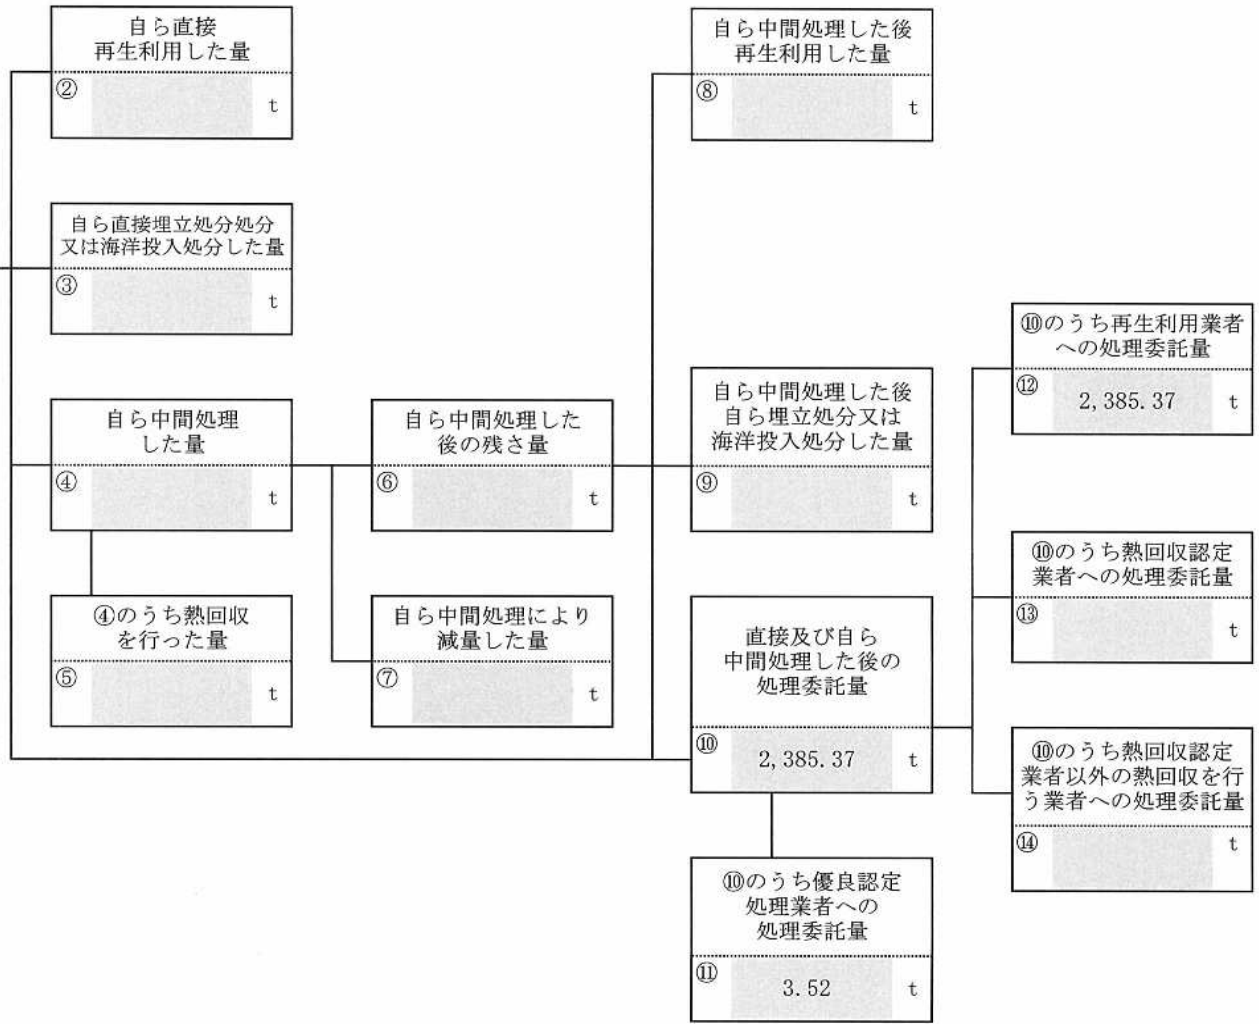 自ら直接
再生利用した量
② t
自ら中間処理した後
再生利用した量
⑧ t
自ら直接埋立処分処分
又は海洋投入処分した量
③ t
⑩のうち再生利用業者
への処理委託量
⑫ 2,385.37 t
自ら中間処理
した量
④ t
自ら中間処理した
後の残さ量
⑥ t
自ら中間処理した後
自ら埋立処分又は
海洋投入処分した量
⑨ t
⑩のうち熱回収認定
業者への処理委託量
⑬ t
④のうち熱回収
を行った量
⑤ t
自ら中間処理により
減量した量
⑦ t
直接及び自ら
中間処理した後の
処理委託量
⑩ 2,385.37 t
⑩のうち熱回収認定
業者以外の熱回収を行
う業者への処理委託量
⑭ t
⑩のうち優良認定
処理業者への
処理委託量
⑪ 3.52 t